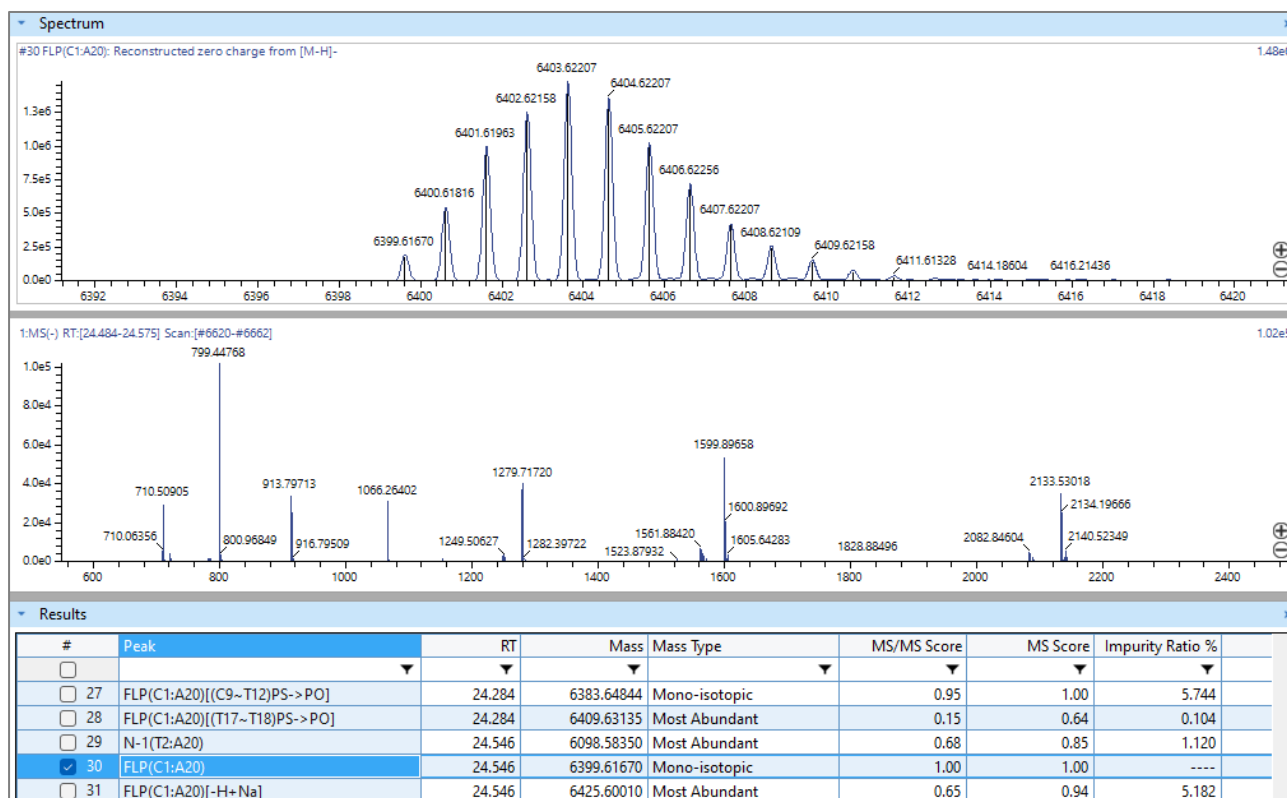 Spectrum
#30 FLP(C1:A20): Reconstructed zero charge from [M-H]-
6403.62207
6404.62207
6402.62158
1.3e6
6401.61963
6405.62207
1.0e6
6406.62256
7.5e5
6400.61816
6407.62207
5.0e5
6408.62109
6399.61670
6409.62158
2.5e5
6411.61328
6414.18604
6416.21436
0.0e0
6392 6394 6396 6398 6400 6402 6404 6406 6408 6410 6412 6414 6416 6418 6420
1:MS(-) RT:[24.484-24.575] Scan:[#6620-#6662]
799.44768
1.0e5
8.0e4
6.0e4
1599.89658
4.0e4
710.50905
913.79713
1066.26402
1279.71720
2133.53018
2134.19666
2.0e4
710.06356
800.96849
916.79509
1249.50627
1282.39722
1523.87932
1561.88420
1600.89692
1605.64283
1828.88496
2082.84604
2140.52349
0.0e0
600 800 1000 1200 1400 1600 1800 2000 2200 2400
Results
# Peak RT Mass Mass Type MS/MS Score MS Score Impurity Ratio %
27 FLP(C1:A20)[(C9~T12)PS->PO] 24.284 6383.64844 Mono-isotopic 0.95 1.00 5.744
28 FLP(C1:A20)[(T17~T18)PS->PO] 24.284 6409.63135 Most Abundant 0.15 0.64 0.104
29 N-1(T2:A20) 24.546 6098.58350 Most Abundant 0.68 0.85 1.120
30 FLP(C1:A20) 24.546 6399.61670 Mono-isotopic 1.00 1.00 ----
31 FLP(C1:A20)[-H+Na] 24.546 6425.60010 Most Abundant 0.65 0.94 5.182